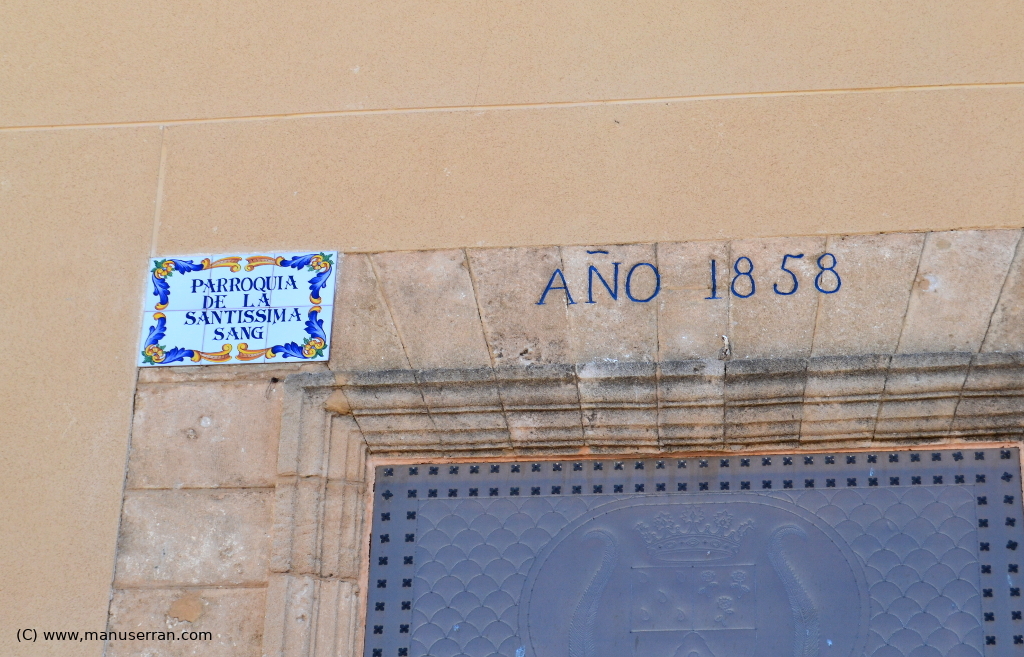 PARROQUIA
DE LA
SANTISSIMA
SANG
AÑO 1858
(C) www,manuserran.com